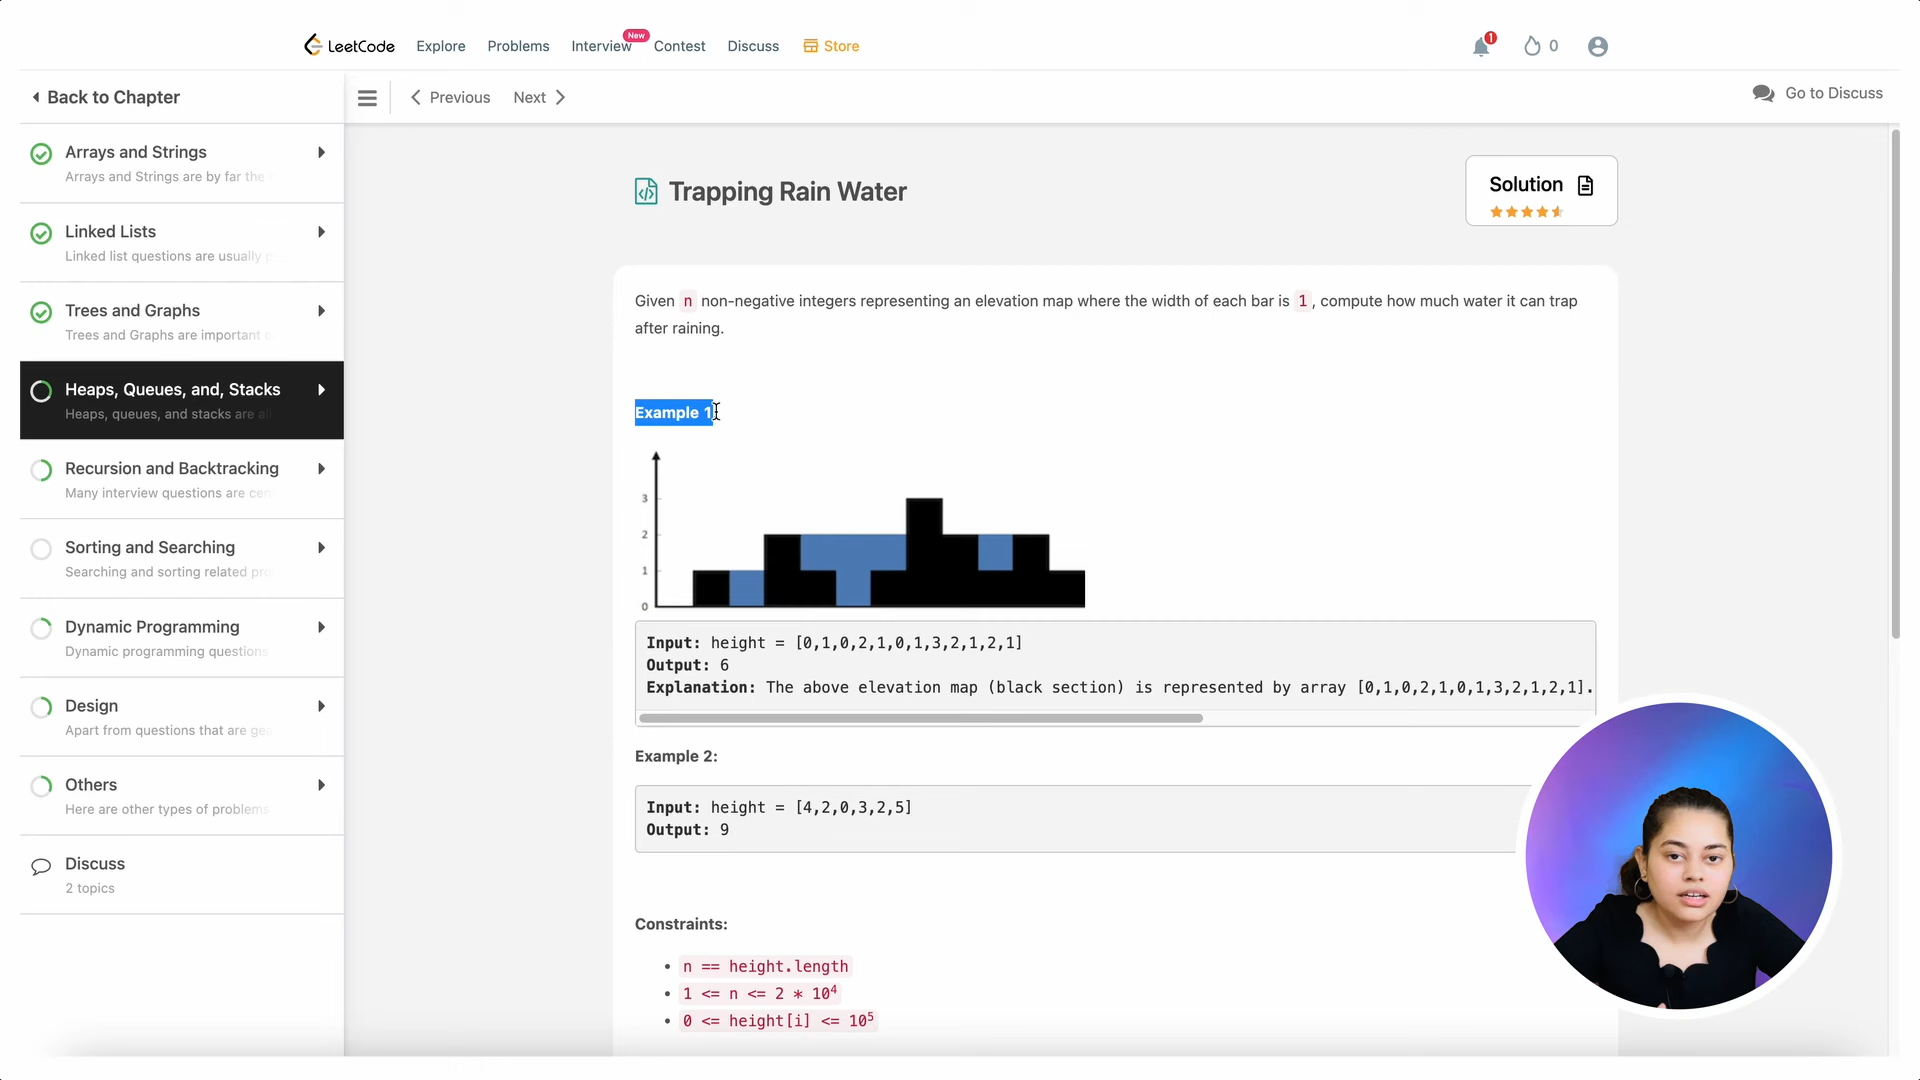 LeetCode Explore Problems Interview New Contest Discuss Store 1 0
Back to Chapter
Previous Next
Go to Discuss
Arrays and Strings
Arrays and Strings are by far the
Linked Lists
Linked list questions are usually
Trees and Graphs
Trees and Graphs are important
Heaps, Queues, and, Stacks
Heaps, queues, and stacks are
Recursion and Backtracking
Many interview questions are
Sorting and Searching
Searching and sorting related
Dynamic Programming
Dynamic programming questions
Design
Apart from questions that are
Others
Here are other types of problems
Discuss
2 topics
Trapping Rain Water
Solution
Given n non-negative integers representing an elevation map where the width of each bar is 1, compute how much water it can trap
after raining.
Example 1
3
2
1
0
Input: height = [0,1,0,2,1,0,1,3,2,1,2,1]
Output: 6
Explanation: The above elevation map (black section) is represented by array [0,1,0,2,1,0,1,3,2,1,2,1].
Example 2:
Input: height = [4,2,0,3,2,5]
Output: 9
Constraints:
n == height.length
1 <= n <= 2 * 10⁴
0 <= height[i] <= 10⁵